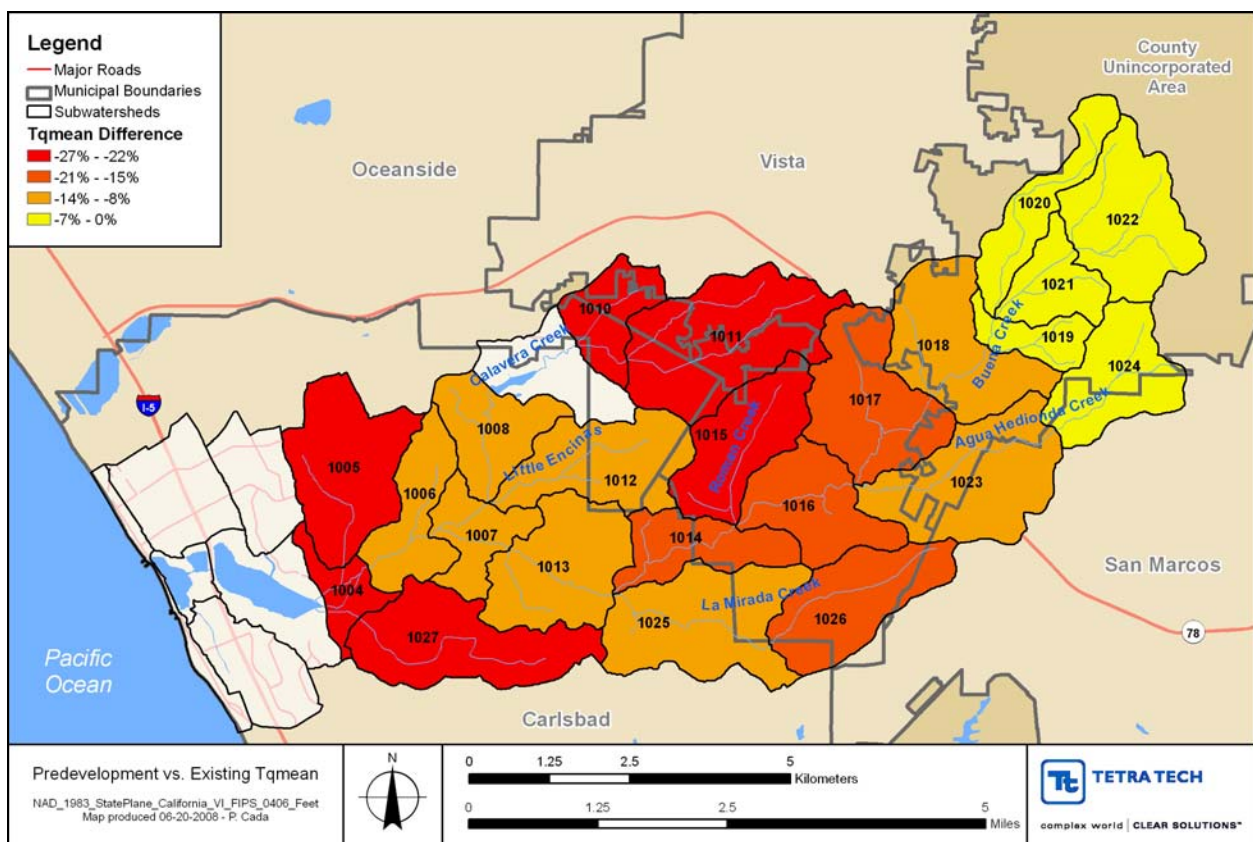 Legend
Major Roads
Municipal Boundaries
Subwatersheds
Tqmean Difference
-27% - -22%
-21% - -15%
-14% - -8%
-7% - 0%
County
Unincorporated
Area
Oceanside
Vista
1020
1022
1021
1010
Calavera Creek
1011
1018
Buena Creek
1019
1024
I-5
1017
1008
1015
Roman Creek
Agua Hedionda Creek
1005
Little Encinas
1012
1023
1006
1016
1007
1014
1013
San Marcos
1004
La Mirada Creek
1025
1026
1027
78
Pacific
Ocean
Carlsbad
Predevelopment vs. Existing Tqmean
NAD_1983_StatePlane_California_VI_FIPS_0406_Feet
Map produced 06-20-2008 - P. Cada
N
0 1.25 2.5 5
Kilometers
0 1.25 2.5 5
Miles
Tt
TETRA TECH
complex world | CLEAR SOLUTIONS™